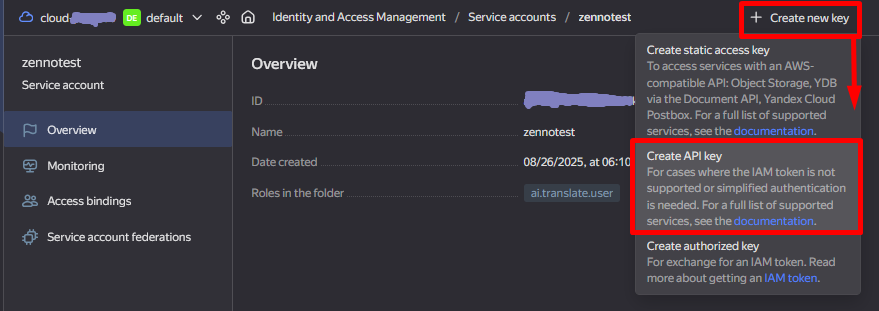 cloud
DE default
Identity and Access Management / Service accounts / zennotest
+ Create new key
zennotest
Service account
Overview
Monitoring
Access bindings
Service account federations
Overview
ID
Name zennotest
Date created 08/26/2025, at 06:10
Roles in the folder ai.translate.user
Create static access key
To access services with an AWS-
compatible API: Object Storage, YDB
via the Document API, Yandex Cloud
Postbox. For a full list of supported
services, see the documentation.
Create API key
For cases where the IAM token is not
supported or simplified authentication
is needed. For a full list of supported
services, see the documentation.
Create authorized key
For exchange for an IAM token. Read
more about getting an IAM token.